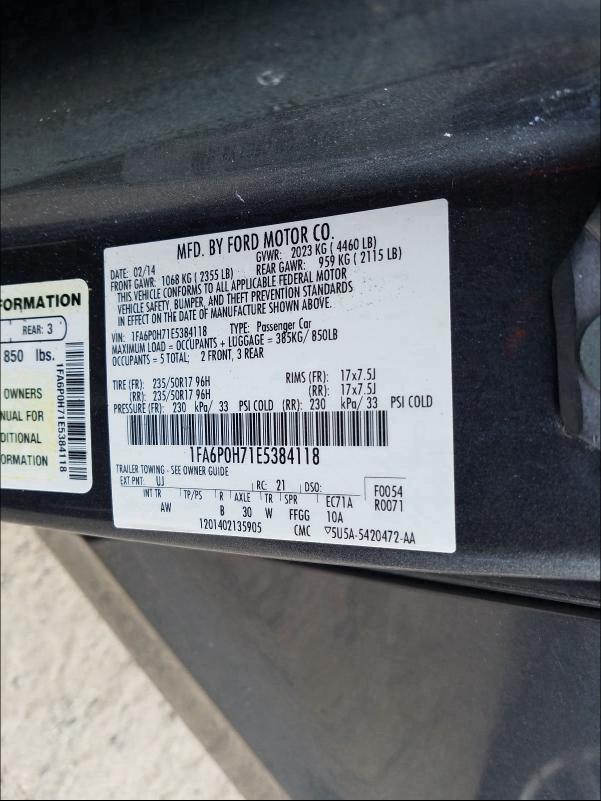 MFD. BY FORD MOTOR CO.
DATE: 02/14 GVWR: 2023 KG ( 4460 LB)
FRONT GAWR: 1068 KG ( 2355 LB) REAR GAWR: 959 KG ( 2115 LB)
THIS VEHICLE CONFORMS TO ALL APPLICABLE FEDERAL MOTOR
VEHICLE SAFETY, BUMPER, AND THEFT PREVENTION STANDARDS
IN EFFECT ON THE DATE OF MANUFACTURE SHOWN ABOVE.
VIN: 1FA6P0H71E5384118 TYPE: Passenger Car
MAXIMUM LOAD = OCCUPANTS + LUGGAGE = 385KG/ 850LB
OCCUPANTS = 5 TOTAL; 2 FRONT, 3 REAR
TIRE (FR): 235/50R17 96H RIMS (FR): 17x7.5J
(RR): 235/50R17 96H (RR): 17x7.5J
PRESSURE (FR): 230 kPa/ 33 PSI COLD (RR): 230 kPa/ 33 PSI COLD
1FA6P0H71E5384118
TRAILER TOWING - SEE OWNER GUIDE
EXT PNT: UJ RC: 21 DSO: F0054
INT TR TP/PS R AXLE TR SPR EC71A R0071
AW B 30 W FFGG 10A
1201402135905 CMC 5U5A-5420472-AA
FORMATION
REAR: 3
850 lbs.
OWNERS
NUAL FOR
DITIONAL
ORMATION
1FA6P0H71E5384118